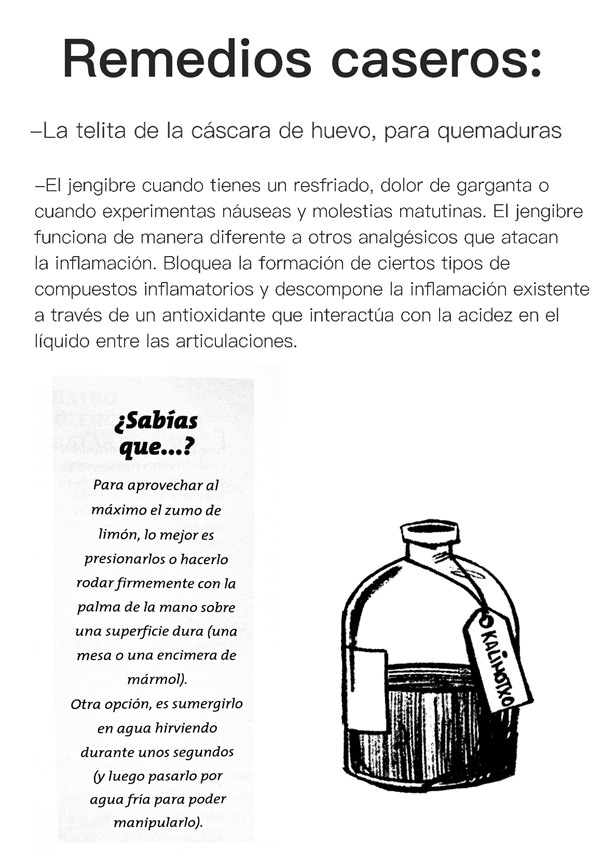 Remedios caseros:
–La telita de la cáscara de huevo, para quemaduras
–El jengibre cuando tienes un resfriado, dolor de garganta o
cuando experimentas náuseas y molestias matutinas. El jengibre
funciona de manera diferente a otros analgésicos que atacan
la inflamación. Bloquea la formación de ciertos tipos de
compuestos inflamatorios y descompone la inflamación existente
a través de un antioxidante que interactúa con la acidez en el
líquido entre las articulaciones.
¿Sabías
que...?
Para aprovechar al
máximo el zumo de
limón, lo mejor es
presionarlos o hacerlo
rodar firmemente con la
palma de la mano sobre
una superficie dura (una
mesa o una encimera de
mármol).
Otra opción, es sumergirlo
en agua hirviendo
durante unos segundos
(y luego pasarlo por
agua fría para poder
manipularlo).
KALIMOTXO